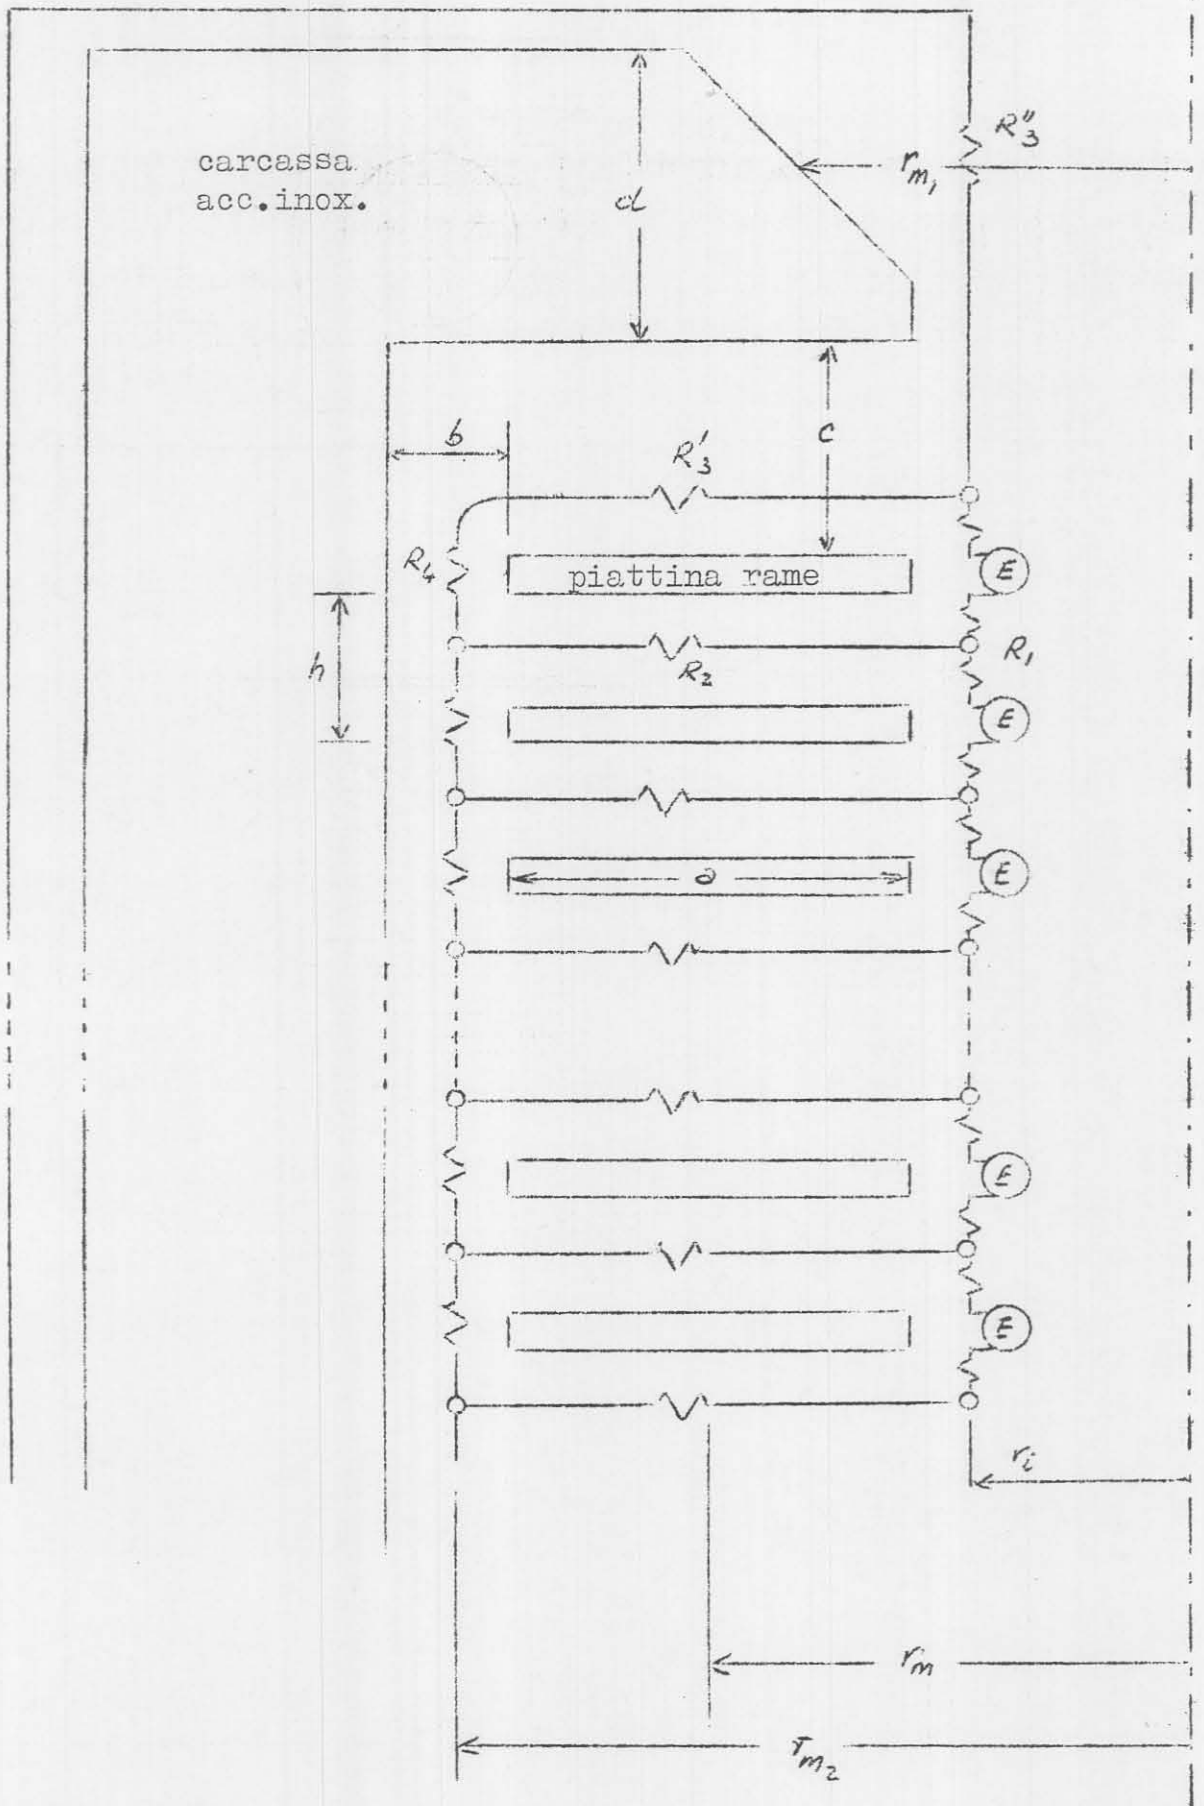 R″₃
carcassa
acc.inox.
rₘ₁
d
b
c
R′₃
R₄
piattina rame
E
h
R₂
R₁
E
E
a
E
E
rᵢ
rₘ
rₘ₂